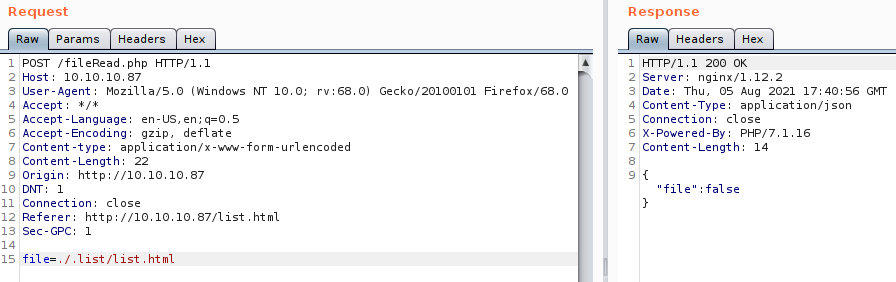 Request
Raw Params Headers Hex
1 POST /fileRead.php HTTP/1.1
2 Host: 10.10.10.87
3 User-Agent: Mozilla/5.0 (Windows NT 10.0; rv:68.0) Gecko/20100101 Firefox/68.0
4 Accept: */*
5 Accept-Language: en-US,en;q=0.5
6 Accept-Encoding: gzip, deflate
7 Content-type: application/x-www-form-urlencoded
8 Content-Length: 22
9 Origin: http://10.10.10.87
10 DNT: 1
11 Connection: close
12 Referer: http://10.10.10.87/list.html
13 Sec-GPC: 1
14
15 file=./.list/list.html
Response
Raw Headers Hex
1 HTTP/1.1 200 OK
2 Server: nginx/1.12.2
3 Date: Thu, 05 Aug 2021 17:40:56 GMT
4 Content-Type: application/json
5 Connection: close
6 X-Powered-By: PHP/7.1.16
7 Content-Length: 14
8
9 {
"file":false
}